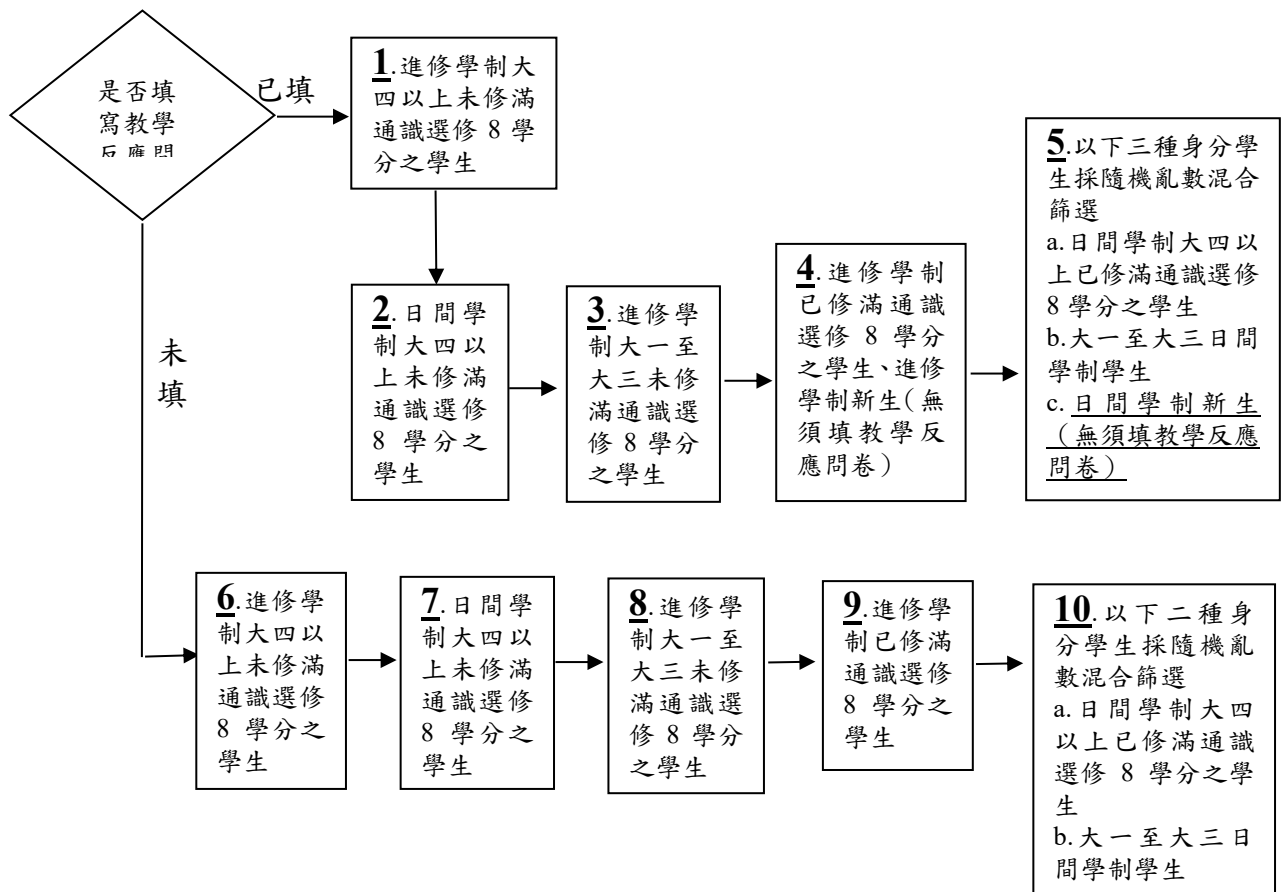 是否填
寫教學
反應問
已填
未
填
1.進修學制大
四以上未修滿
通識選修 8 學
分之學生
2.日間學
制大四以
上未修滿
通識選修
8 學分之
學生
3.進修學
制大一至
大三未修
滿通識選
修 8 學分
之學生
4.進修學制
已修滿通識
選修 8 學分
之學生、進修
學制新生(無
須填教學反
應問卷)
5.以下三種身分學
生採隨機亂數混合
篩選
a.日間學制大四以
上已修滿通識選修
8 學分之學生
b.大一至大三日間
學制學生
c.日間學制新生
(無須填教學反應
問卷)
6.進修學
制大四以
上未修滿
通識選修
8 學分之
學生
7.日間學
制大四以
上未修滿
通識選修
8 學分之
學生
8.進修學
制大一至
大三未修
滿通識選
修 8 學分
之學生
9.進修學
制已修滿
通識選修
8 學分之
學生
10.以下二種身
分學生採隨機亂
數混合篩選
a.日間學制大四
以上已修滿通識
選修 8 學分之學
生
b.大一至大三日
間學制學生